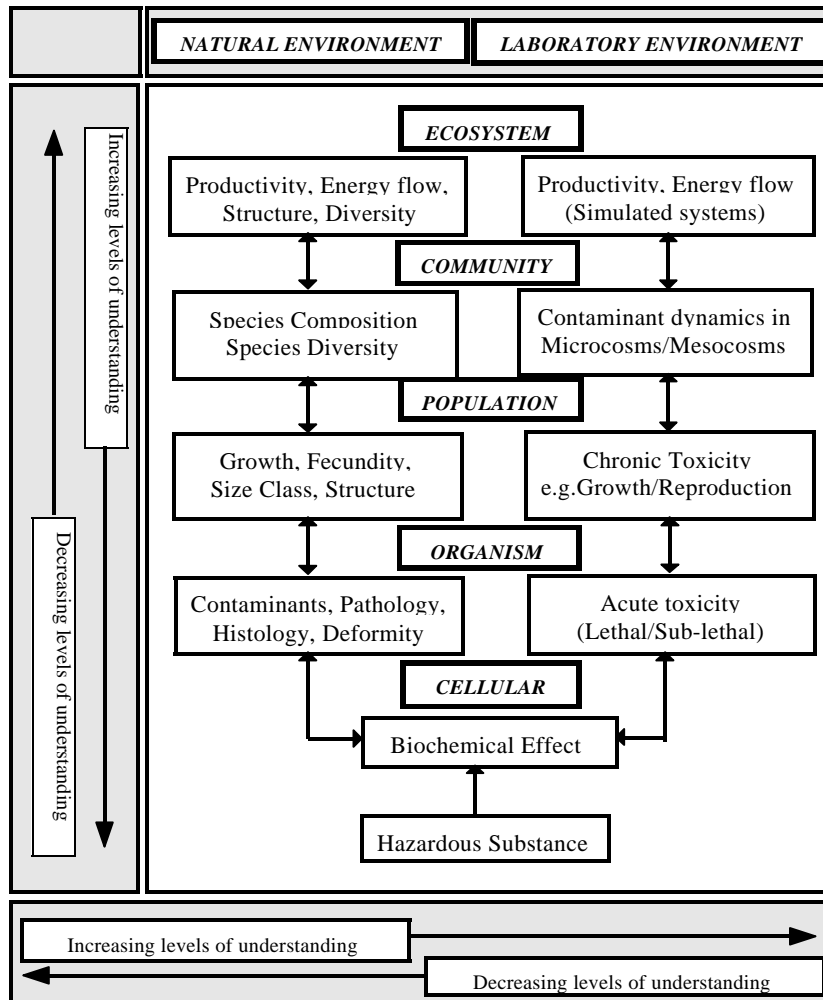 NATURAL ENVIRONMENT
LABORATORY ENVIRONMENT
Increasing levels of understanding
Decreasing levels of understanding
ECOSYSTEM
Productivity, Energy flow,
Structure, Diversity
Productivity, Energy flow
(Simulated systems)
COMMUNITY
Species Composition
Species Diversity
Contaminant dynamics in
Microcosms/Mesocosms
POPULATION
Growth, Fecundity,
Size Class, Structure
Chronic Toxicity
e.g.Growth/Reproduction
ORGANISM
Contaminants, Pathology,
Histology, Deformity
Acute toxicity
(Lethal/Sub-lethal)
CELLULAR
Biochemical Effect
Hazardous Substance
Increasing levels of understanding
Decreasing levels of understanding